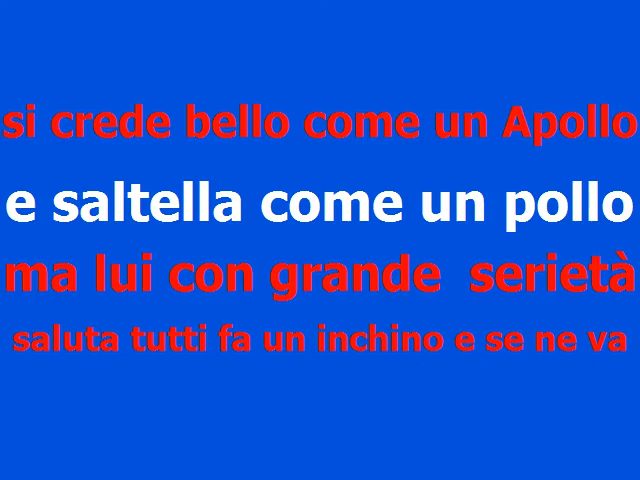 si crede bello come un Apollo
e saltella come un pollo
ma lui con grande serietà
saluta tutti fa un inchino e se ne va